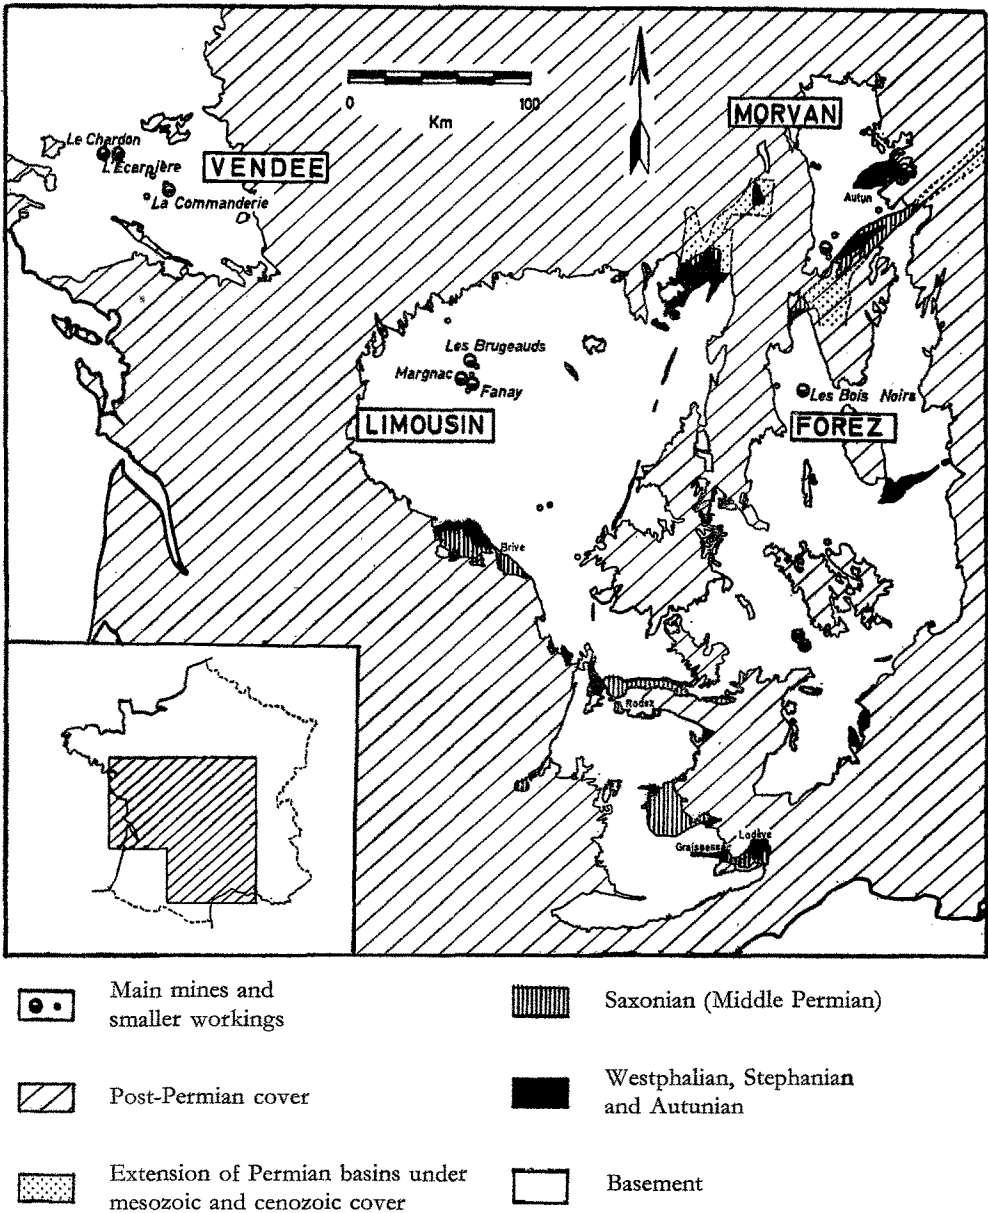 0
100
Km
MORVAN
Le Chardon
L'Ecarpière
VENDEE
La Commanderie
Autun
Les Brugeauds
Margnac
Fanay
Les Bois Noirs
LIMOUSIN
FOREZ
Brive
Rodez
Lodève
Graissessac
Main mines and
smaller workings
Post-Permian cover
Extension of Permian basins under
mesozoic and cenozoic cover
Saxonian (Middle Permian)
Westphalian, Stephanian
and Autunian
Basement